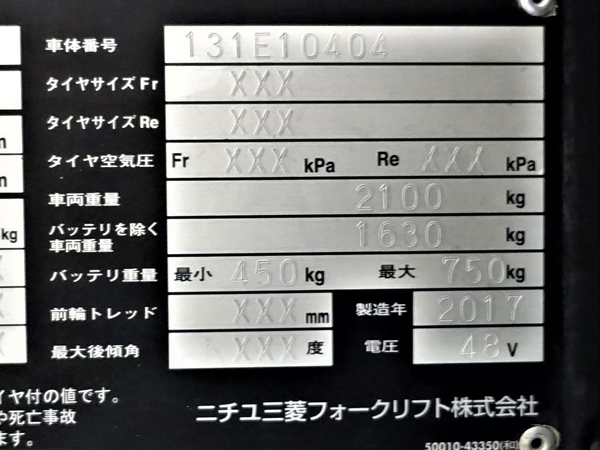 車体番号 131E10404
タイヤサイズ Fr XXX
タイヤサイズ Re XXX
タイヤ空気圧 Fr XXX kPa Re XXX kPa
車両重量 2100 kg
バッテリを除く
車両重量 1630 kg
バッテリ重量 最小 450 kg 最大 750 kg
前輪トレッド XXX mm 製造年 2017
最大後傾角 XXX 度 電圧 48 V
イヤ付の値です。
や死亡事故
ます。
ニチユ三菱フォークリフト株式会社
50010-43350(和)